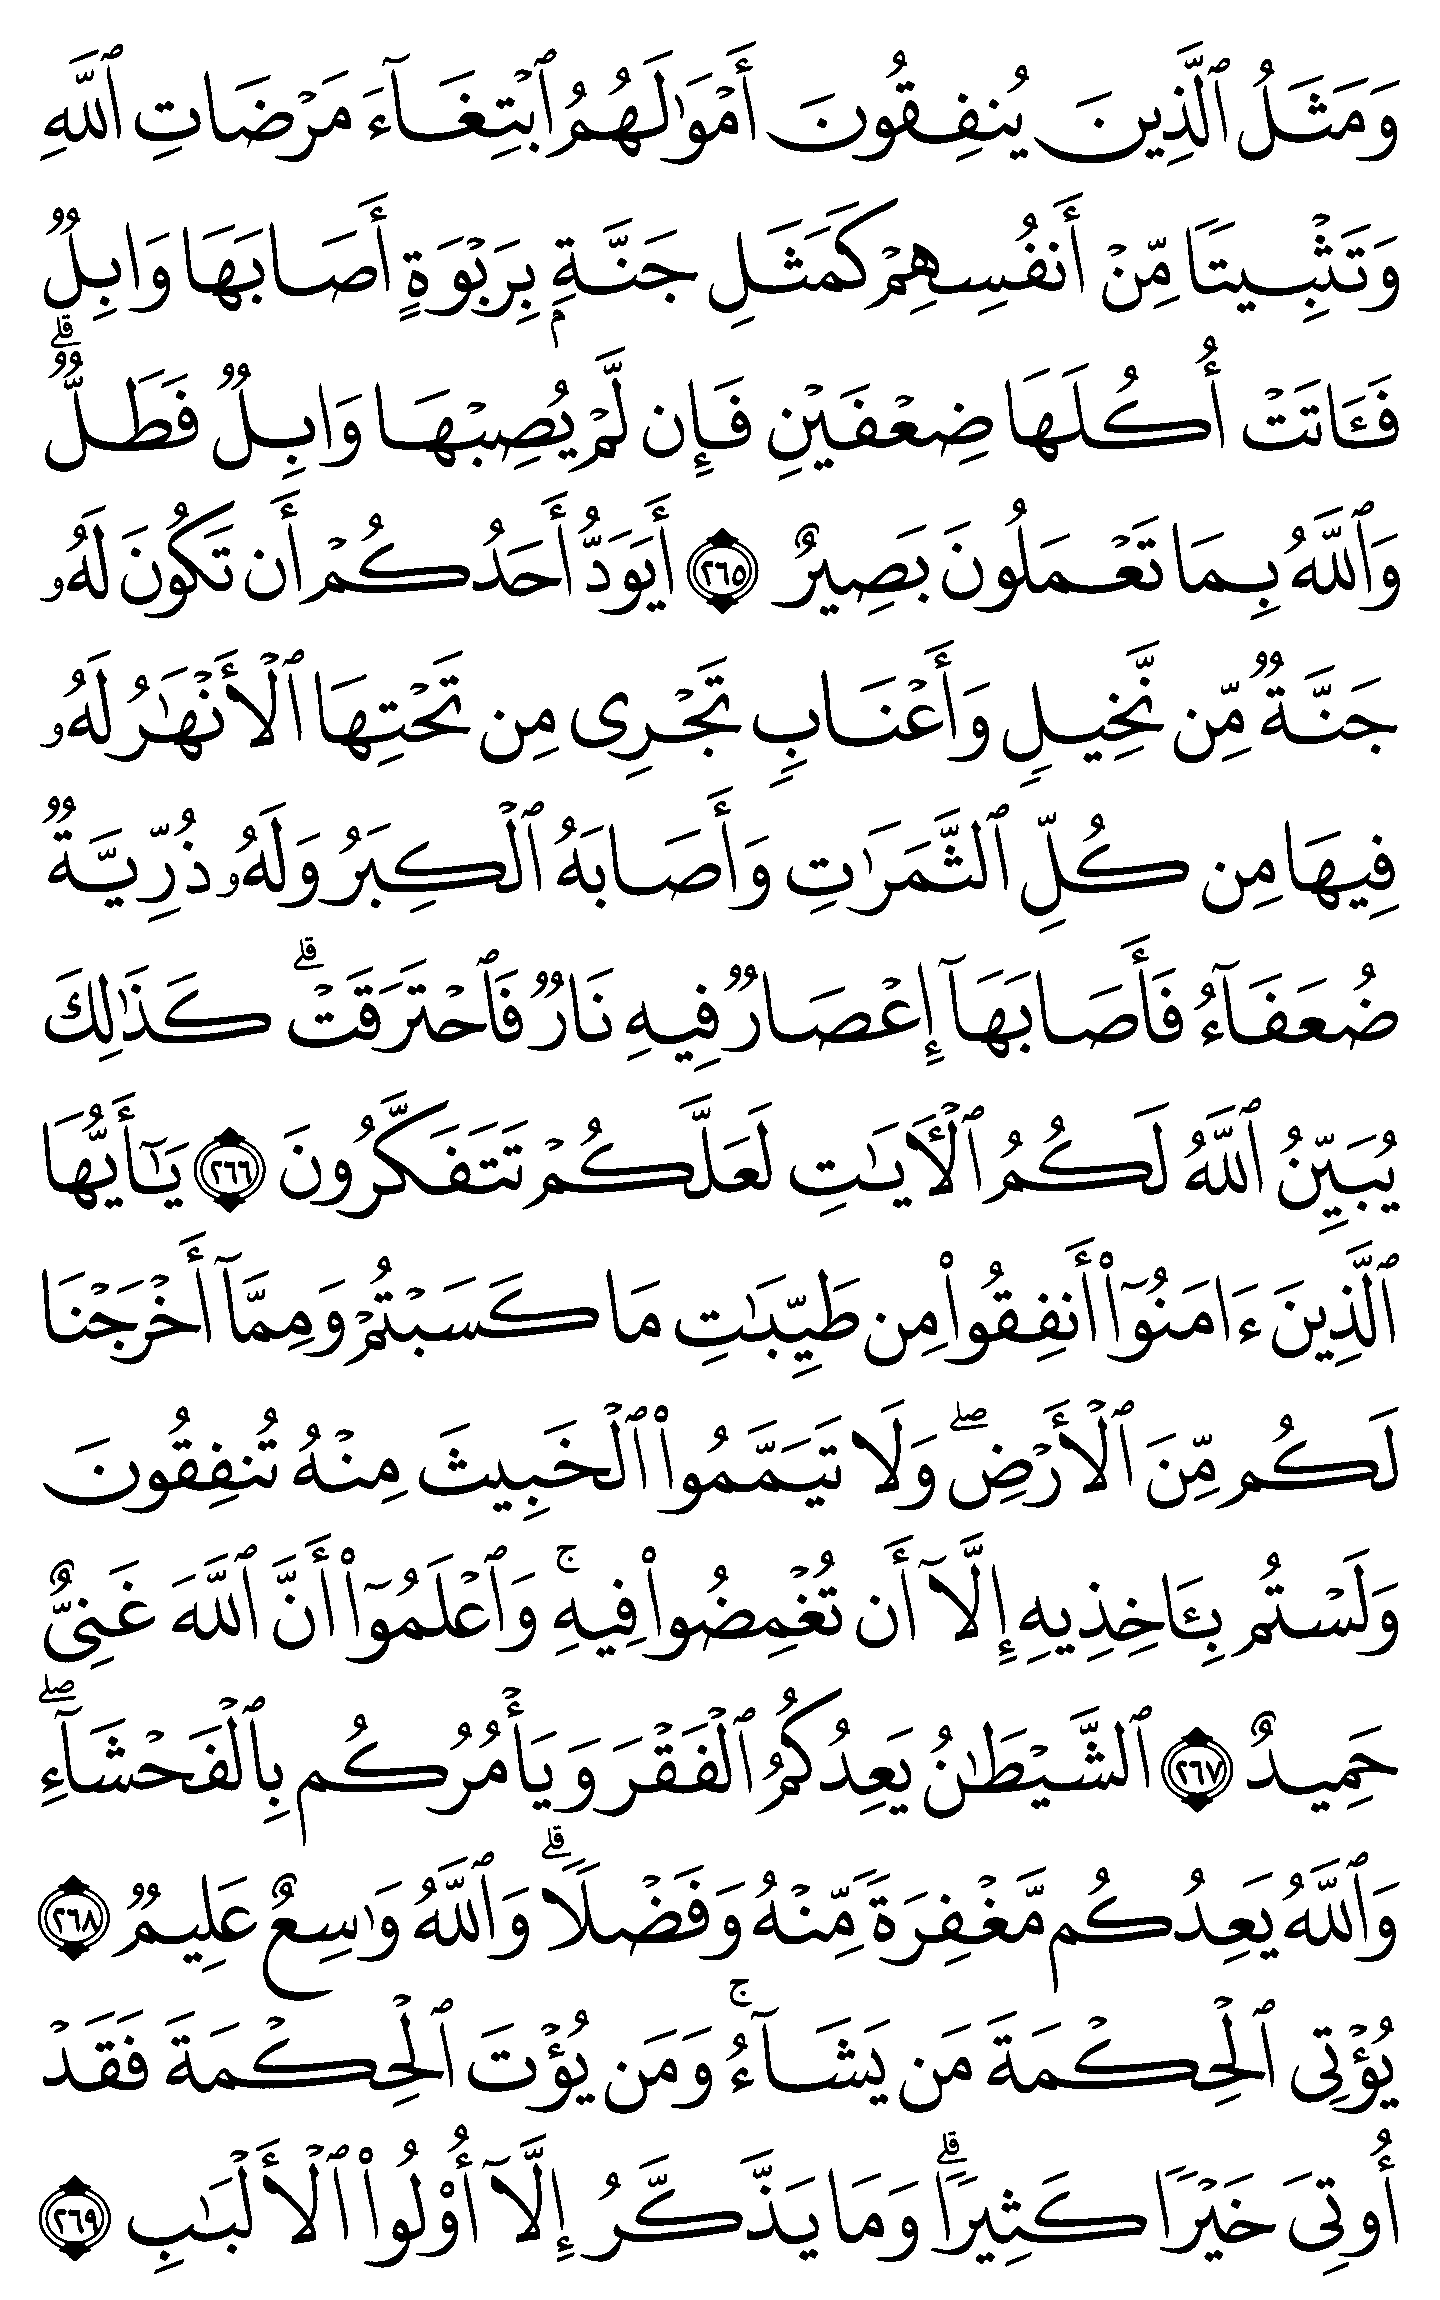 وَمَثَلُ ٱلَّذِينَ يُنفِقُونَ أَمْوَٰلَهُمُ ٱبْتِغَآءَ مَرْضَاتِ ٱللَّهِ
وَتَثْبِيتًا مِّنْ أَنفُسِهِمْ كَمَثَلِ جَنَّةٍۭ بِرَبْوَةٍ أَصَابَهَا وَابِلٌ
فَـَٔاتَتْ أُكُلَهَا ضِعْفَيْنِ فَإِن لَّمْ يُصِبْهَا وَابِلٌ فَطَلٌّ ۗ
وَٱللَّهُ بِمَا تَعْمَلُونَ بَصِيرٌ ٢٦٥ أَيَوَدُّ أَحَدُكُمْ أَن تَكُونَ لَهُۥ
جَنَّةٌ مِّن نَّخِيلٍ وَأَعْنَابٍ تَجْرِى مِن تَحْتِهَا ٱلْأَنْهَٰرُ لَهُۥ
فِيهَا مِن كُلِّ ٱلثَّمَرَٰتِ وَأَصَابَهُ ٱلْكِبَرُ وَلَهُۥ ذُرِّيَّةٌ
ضُعَفَآءُ فَأَصَابَهَآ إِعْصَارٌ فِيهِ نَارٌ فَٱحْتَرَقَتْ ۗ كَذَٰلِكَ
يُبَيِّنُ ٱللَّهُ لَكُمُ ٱلْـَٔايَٰتِ لَعَلَّكُمْ تَتَفَكَّرُونَ ٢٦٦ يَٰٓأَيُّهَا
ٱلَّذِينَ ءَامَنُوٓا۟ أَنفِقُوا۟ مِن طَيِّبَٰتِ مَا كَسَبْتُمْ وَمِمَّآ أَخْرَجْنَا
لَكُم مِّنَ ٱلْأَرْضِ ۖ وَلَا تَيَمَّمُوا۟ ٱلْخَبِيثَ مِنْهُ تُنفِقُونَ
وَلَسْتُم بِـَٔاخِذِيهِ إِلَّآ أَن تُغْمِضُوا۟ فِيهِ ۚ وَٱعْلَمُوٓا۟ أَنَّ ٱللَّهَ غَنِىٌّ
حَمِيدٌ ٢٦٧ ٱلشَّيْطَٰنُ يَعِدُكُمُ ٱلْفَقْرَ وَيَأْمُرُكُم بِٱلْفَحْشَآءِ ۖ
وَٱللَّهُ يَعِدُكُم مَّغْفِرَةً مِّنْهُ وَفَضْلًا ۗ وَٱللَّهُ وَٰسِعٌ عَلِيمٌ ٢٦٨
يُؤْتِى ٱلْحِكْمَةَ مَن يَشَآءُ ۚ وَمَن يُؤْتَ ٱلْحِكْمَةَ فَقَدْ
أُوتِىَ خَيْرًا كَثِيرًا ۗ وَمَا يَذَّكَّرُ إِلَّآ أُو۟لُوا۟ ٱلْأَلْبَٰبِ ٢٦٩